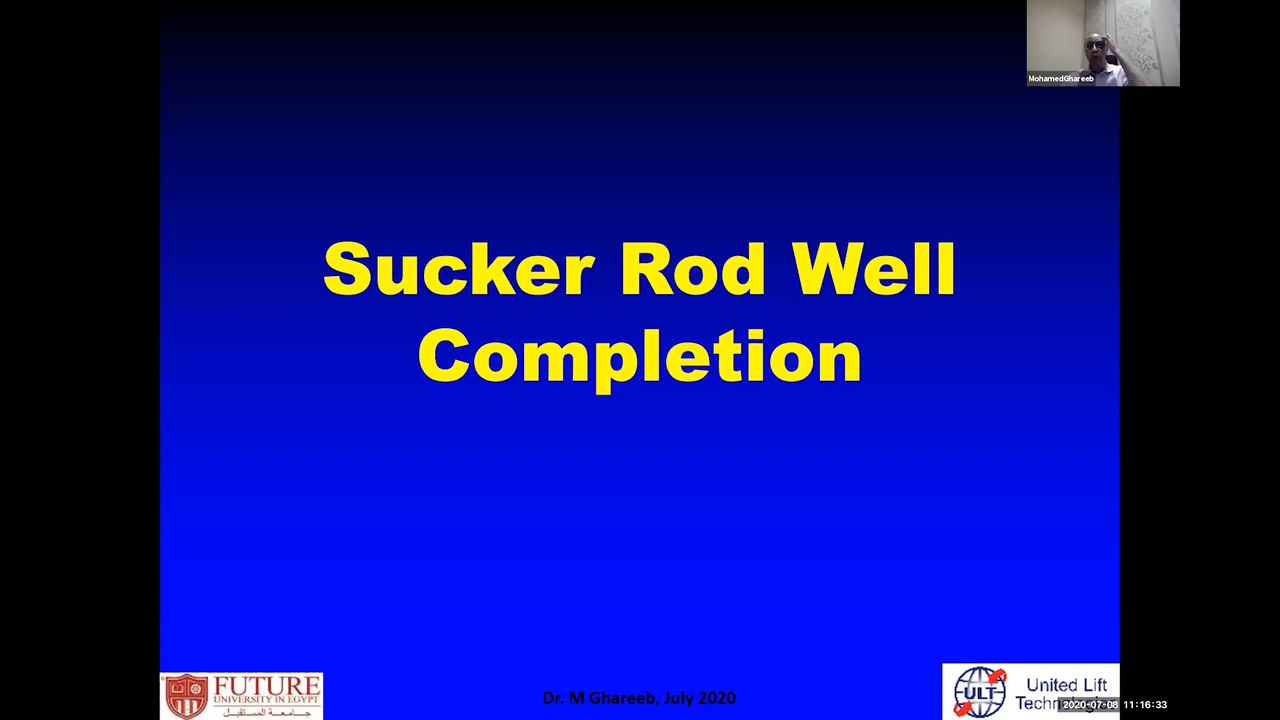 MohamedGhareeb
Sucker Rod Well
Completion
FUTURE
UNIVERSITY IN EGYPT
جامعة المستقبل
Dr. M Ghareeb, July 2020
ULT
United Lift
2020-07-08 11:16:33